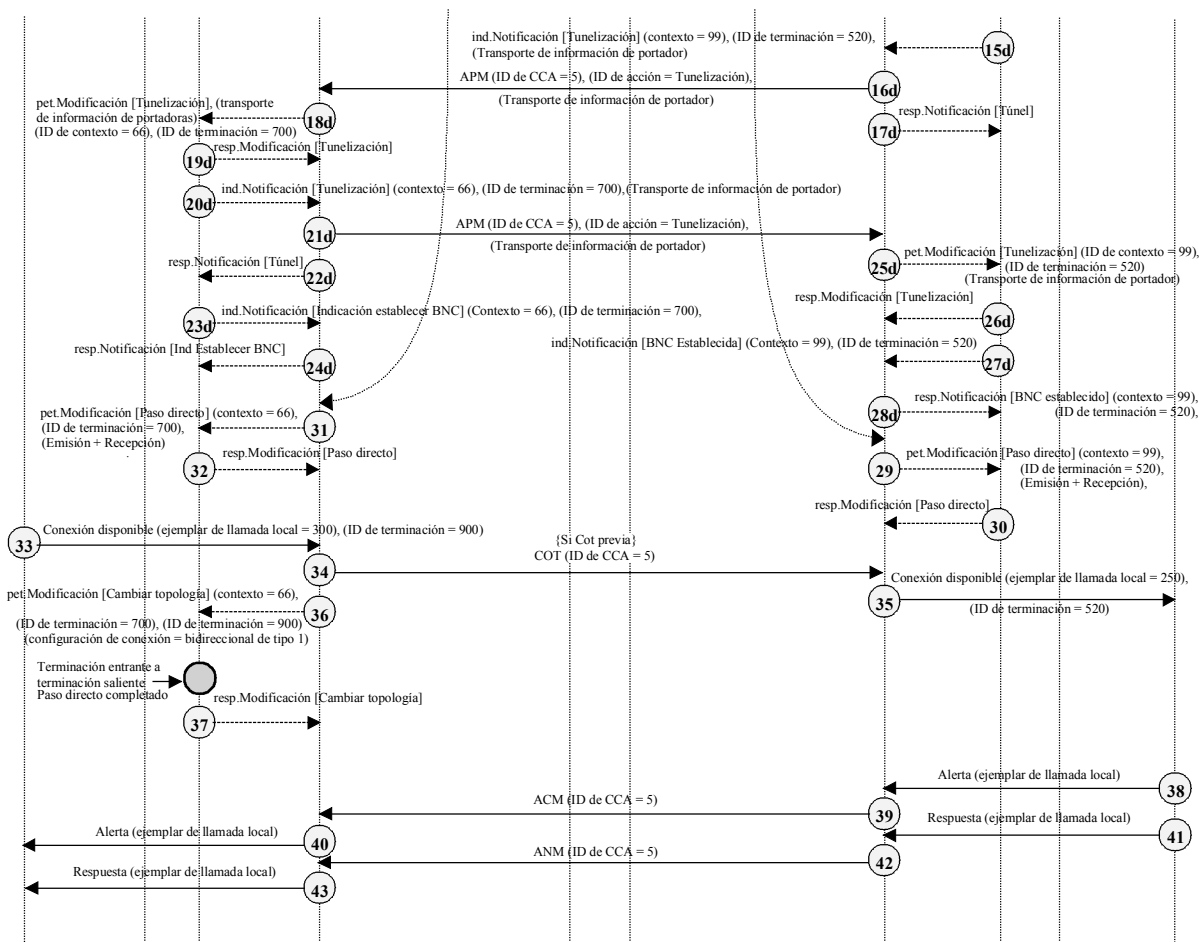 ind.Notificación [Tunelización] (contexto = 99), (ID de terminación = 520),
(Transporte de información de portador)
15d
APM (ID de CCA = 5), (ID de acción = Tunelización),
16d
(Transporte de información de portador)
pet.Modificación [Tunelización], (transporte
de información de portadoras)
(ID de contexto = 66), (ID de terminación = 700)
18d
resp.Notificación [Túnel]
17d
resp.Modificación [Tunelización]
19d
ind.Notificación [Tunelización] (contexto = 66), (ID de terminación = 700),(Transporte de información de portador)
20d
APM (ID de CCA = 5), (ID de acción = Tunelización),
21d
(Transporte de información de portador)
resp.Notificación [Túnel]
22d
pet.Modificación [Tunelización] (ID de contexto = 99),
25d
(ID de terminación = 520)
(Transporte de información de portador)
resp.Modificación [Tunelización]
26d
ind.Notificación [Indicación establecer BNC] (Contexto = 66), (ID de terminación = 700),
23d
resp.Notificación [Ind Establecer BNC]
24d
ind.Notificación [BNC Establecida] (Contexto = 99), (ID de terminación = 520)
27d
resp.Notificación [BNC establecido] (contexto = 99),
28d
(ID de terminación = 520),
pet.Modificación [Paso directo] (contexto = 66),
(ID de terminación = 700),
31
(Emisión + Recepción)
.
resp.Modificación [Paso directo]
32
pet.Modificación [Paso directo] (contexto = 99),
29
(ID de terminación = 520),
(Emisión + Recepción),
resp.Modificación [Paso directo]
30
Conexión disponible (ejemplar de llamada local = 300), (ID de terminación = 900)
33
{Si Cot previa}
COT (ID de CCA = 5)
34
Conexión disponible (ejemplar de llamada local = 250),
35
(ID de terminación = 520)
pet.Modificación [Cambiar topología] (contexto = 66),
36
(ID de terminación = 700), (ID de terminación = 900)
(configuración de conexión = bidireccional de tipo 1)
Terminación entrante a
terminación saliente
Paso directo completado
resp.Modificación [Cambiar topología]
37
Alerta (ejemplar de llamada local)
38
ACM (ID de CCA = 5)
39
Alerta (ejemplar de llamada local)
40
Respuesta (ejemplar de llamada local)
41
ANM (ID de CCA = 5)
42
Respuesta (ejemplar de llamada local)
43